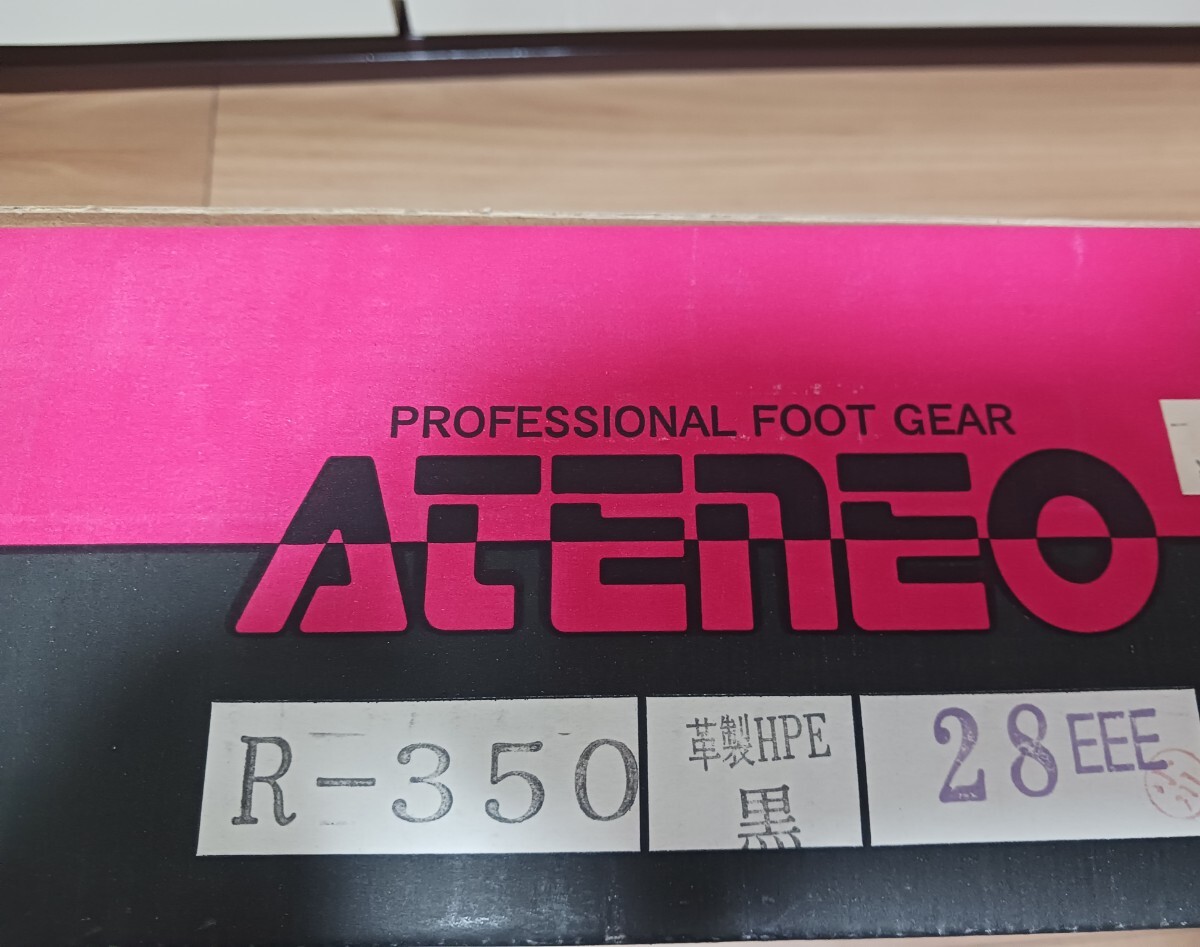 PROFESSIONAL FOOT GEAR
ATENEO
R-350
革製HPE
黒
28EEE